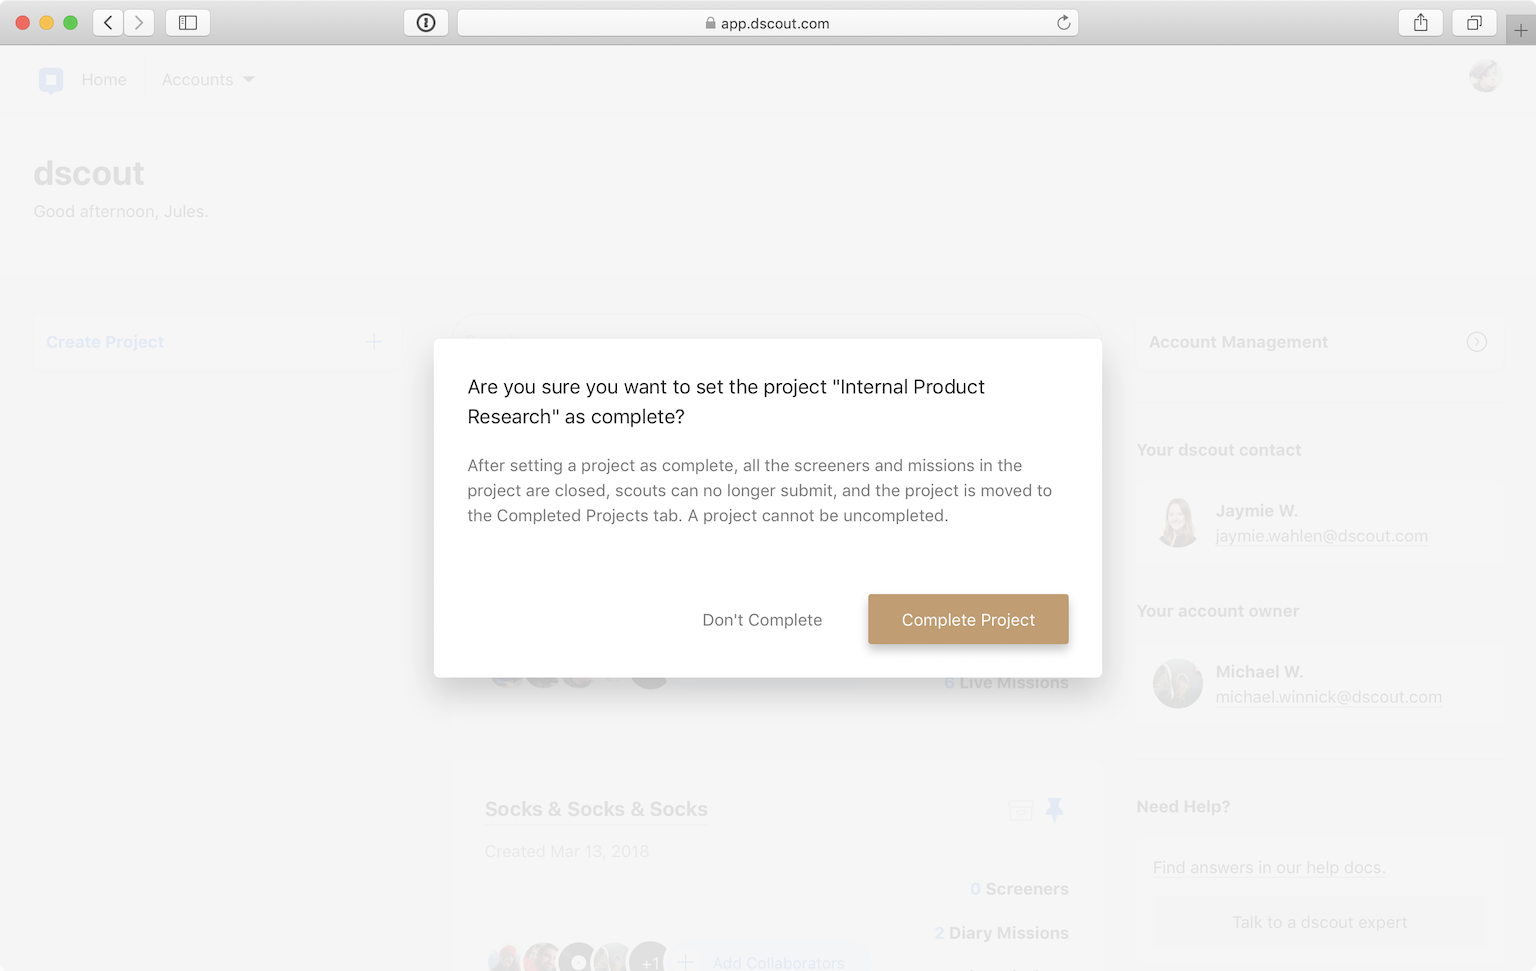 app.dscout.com
Home
Accounts
dscout
Good afternoon, Jules.
Create Project
Account Management
Are you sure you want to set the project "Internal Product
Research" as complete?
After setting a project as complete, all the screeners and missions in the
project are closed, scouts can no longer submit, and the project is moved to
the Completed Projects tab. A project cannot be uncompleted.
Don't Complete
Complete Project
6 Live Missions
Your dscout contact
Jaymie W.
jaymie.wahlen@dscout.com
Your account owner
Michael W.
michael.winnick@dscout.com
Socks & Socks & Socks
Created Mar 13, 2018
0 Screeners
2 Diary Missions
+1
Add Collaborators
Need Help?
Find answers in our help docs.
Talk to a dscout expert